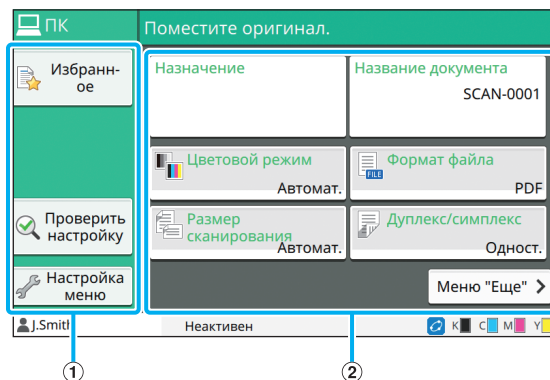 ПК
Поместите оригинал.
Избранн-
ое
Проверить
настройку
Настройка
меню
Назначение
Название документа
SCAN-0001
Цветовой режим
Автомат.
Формат файла
PDF
Размер
сканирования
Автомат.
Дуплекс/симплекс
Одност.
Меню "Еще"
J.Smith
Неактивен
K C M Y
1
2